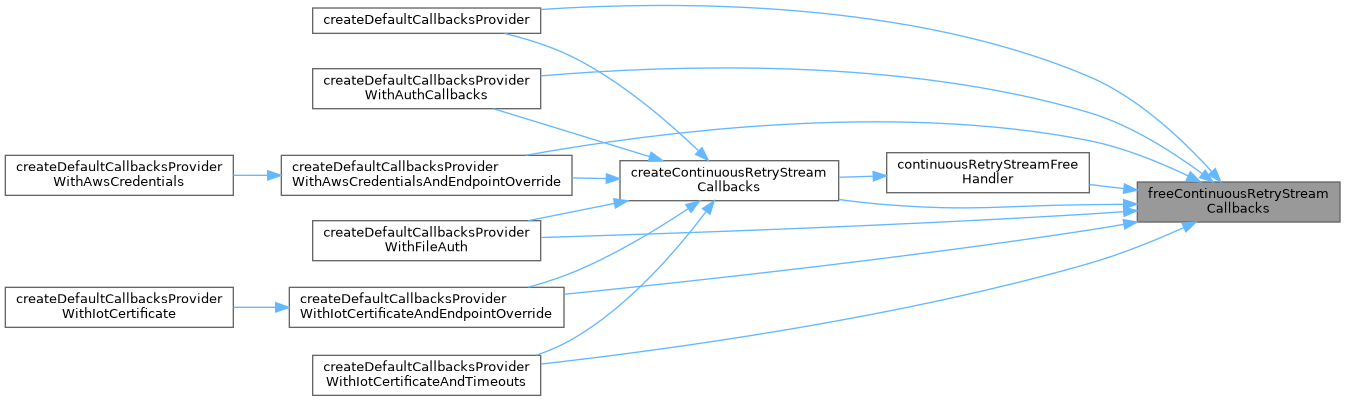 createDefaultCallbacksProvider
createDefaultCallbacksProvider
WithAuthCallbacks
createDefaultCallbacksProvider
WithAwsCredentials
createDefaultCallbacksProvider
WithAwsCredentialsAndEndpointOverride
createContinuousRetryStream
Callbacks
continuousRetryStreamFree
Handler
freeContinuousRetryStream
Callbacks
createDefaultCallbacksProvider
WithFileAuth
createDefaultCallbacksProvider
WithIotCertificate
createDefaultCallbacksProvider
WithIotCertificateAndEndpointOverride
createDefaultCallbacksProvider
WithIotCertificateAndTimeouts